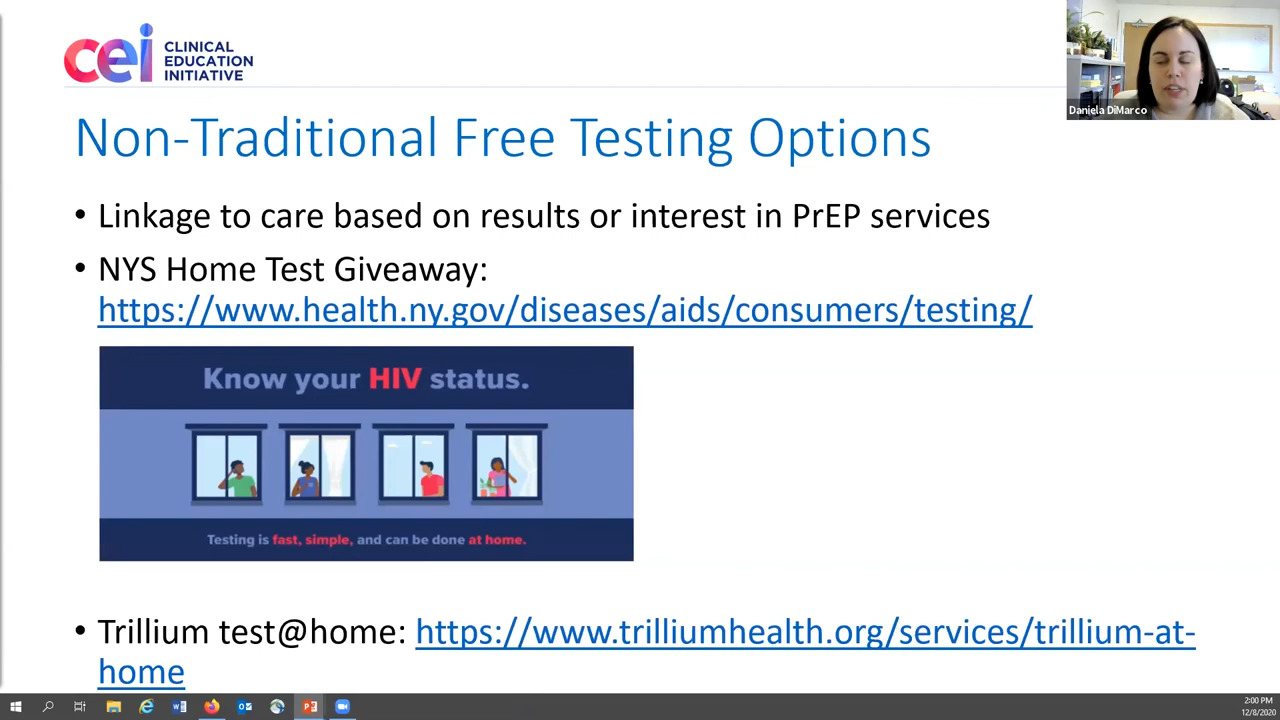 cei CLINICAL
EDUCATION
INITIATIVE
Daniela DiMarco
Non-Traditional Free Testing Options
• Linkage to care based on results or interest in PrEP services
• NYS Home Test Giveaway:
https://www.health.ny.gov/diseases/aids/consumers/testing/
Know your HIV status.
Testing is fast, simple, and can be done at home.
• Trillium test@home: https://www.trilliumhealth.org/services/trillium-at-
home
2:00 PM
12/8/2020